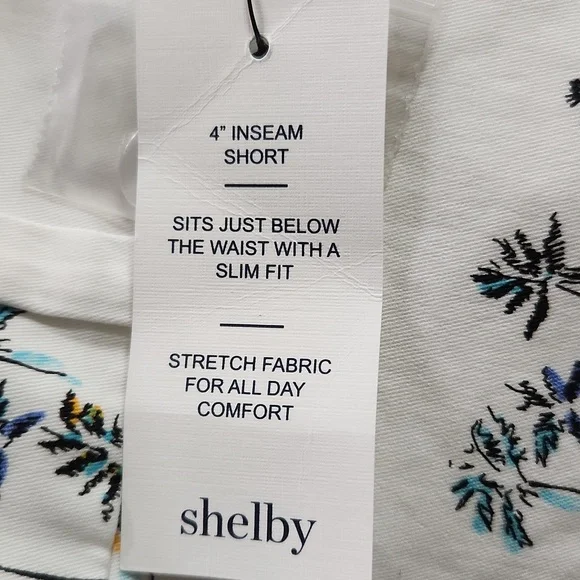 4" INSEAM
SHORT
SITS JUST BELOW
THE WAIST WITH A
SLIM FIT
STRETCH FABRIC
FOR ALL DAY
COMFORT
shelby